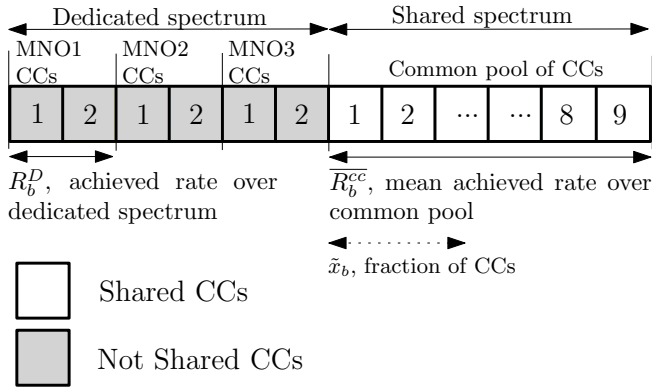 Dedicated spectrum Shared spectrum
MNO1 MNO2 MNO3
CCs CCs CCs Common pool of CCs
1 2 1 2 1 2 1 2 ... ... 8 9
R_b^D, achieved rate over
dedicated spectrum
\overline{R_b^{cc}}, mean achieved rate over
common pool
\tilde{x}_b, fraction of CCs
Shared CCs
Not Shared CCs